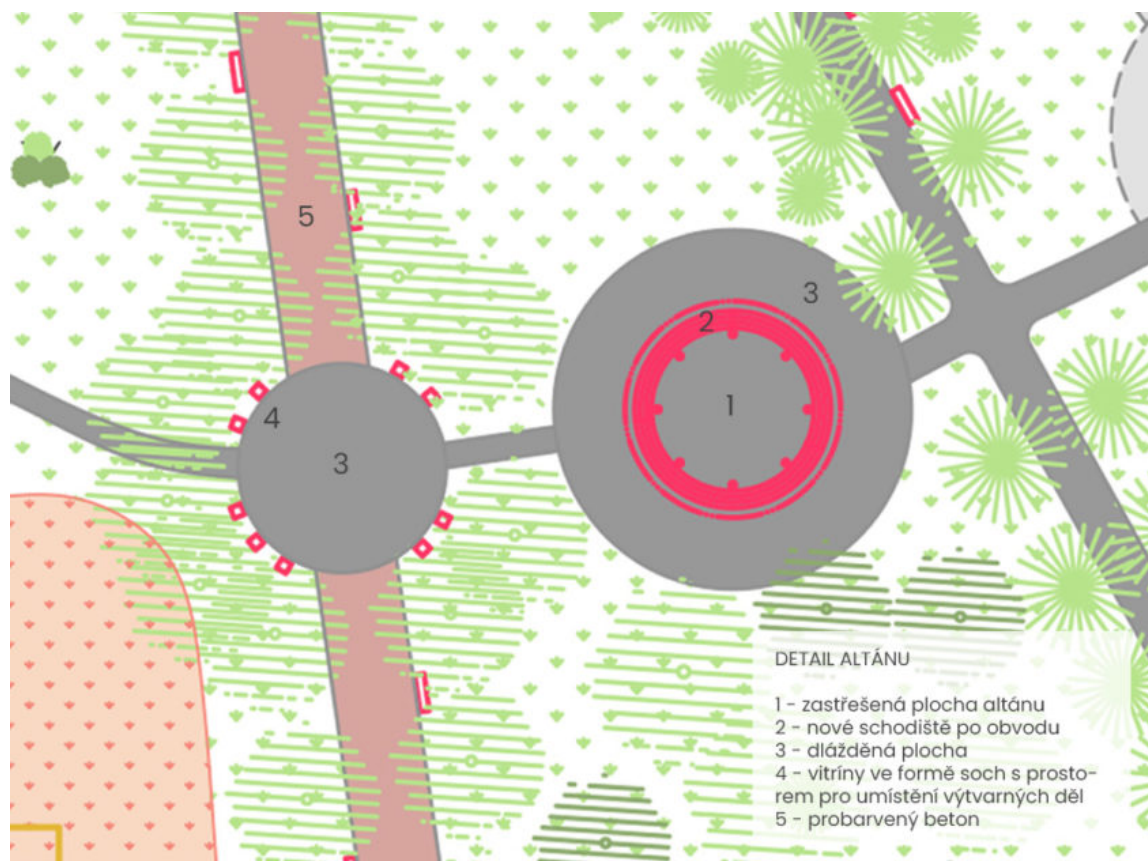 5
3
2
1
4
3
DETAIL ALTÁNU
1 - zastřešená plocha altánu
2 - nové schodiště po obvodu
3 - dlážděná plocha
4 - vitríny ve formě soch s prosto-
rem pro umístění výtvarných děl
5 - probarvený beton